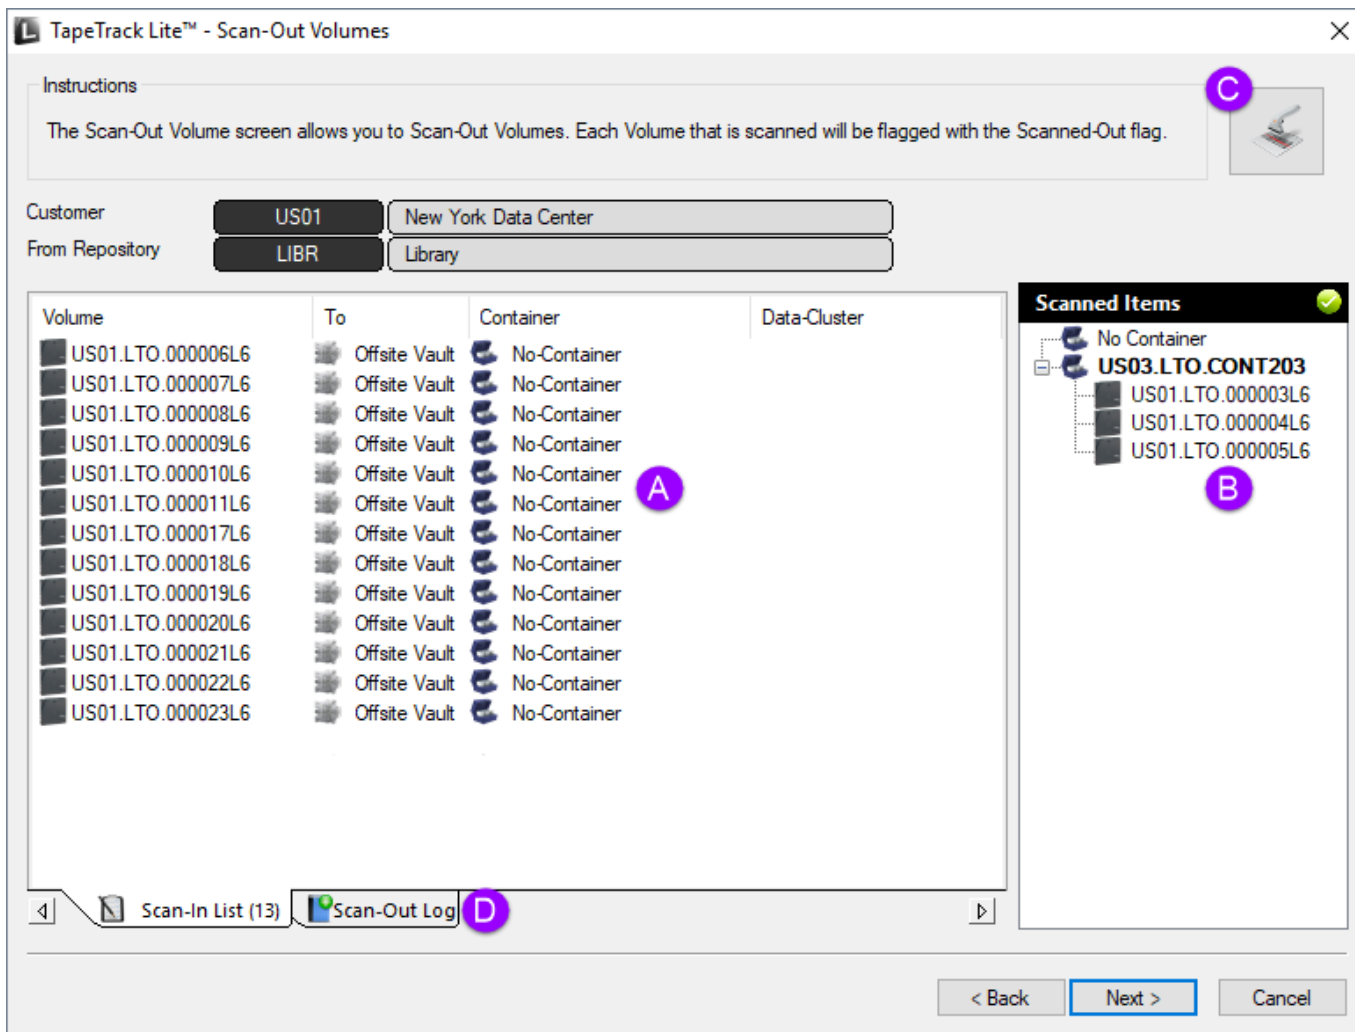 TapeTrack Lite™ - Scan-Out Volumes
Instructions
C
The Scan-Out Volume screen allows you to Scan-Out Volumes. Each Volume that is scanned will be flagged with the Scanned-Out flag.
Customer US01 New York Data Center
From Repository LIBR Library
Volume To Container Data-Cluster
US01.LTO.000006L6 Offsite Vault No-Container
US01.LTO.000007L6 Offsite Vault No-Container
US01.LTO.000008L6 Offsite Vault No-Container
US01.LTO.000009L6 Offsite Vault No-Container
US01.LTO.000010L6 Offsite Vault No-Container
US01.LTO.000011L6 Offsite Vault No-Container
US01.LTO.000017L6 Offsite Vault No-Container
US01.LTO.000018L6 Offsite Vault No-Container
US01.LTO.000019L6 Offsite Vault No-Container
US01.LTO.000020L6 Offsite Vault No-Container
US01.LTO.000021L6 Offsite Vault No-Container
US01.LTO.000022L6 Offsite Vault No-Container
US01.LTO.000023L6 Offsite Vault No-Container
A
Scanned Items
No Container
US03.LTO.CONT203
US01.LTO.000003L6
US01.LTO.000004L6
US01.LTO.000005L6
B
Scan-In List (13) Scan-Out Log D
< Back Next > Cancel